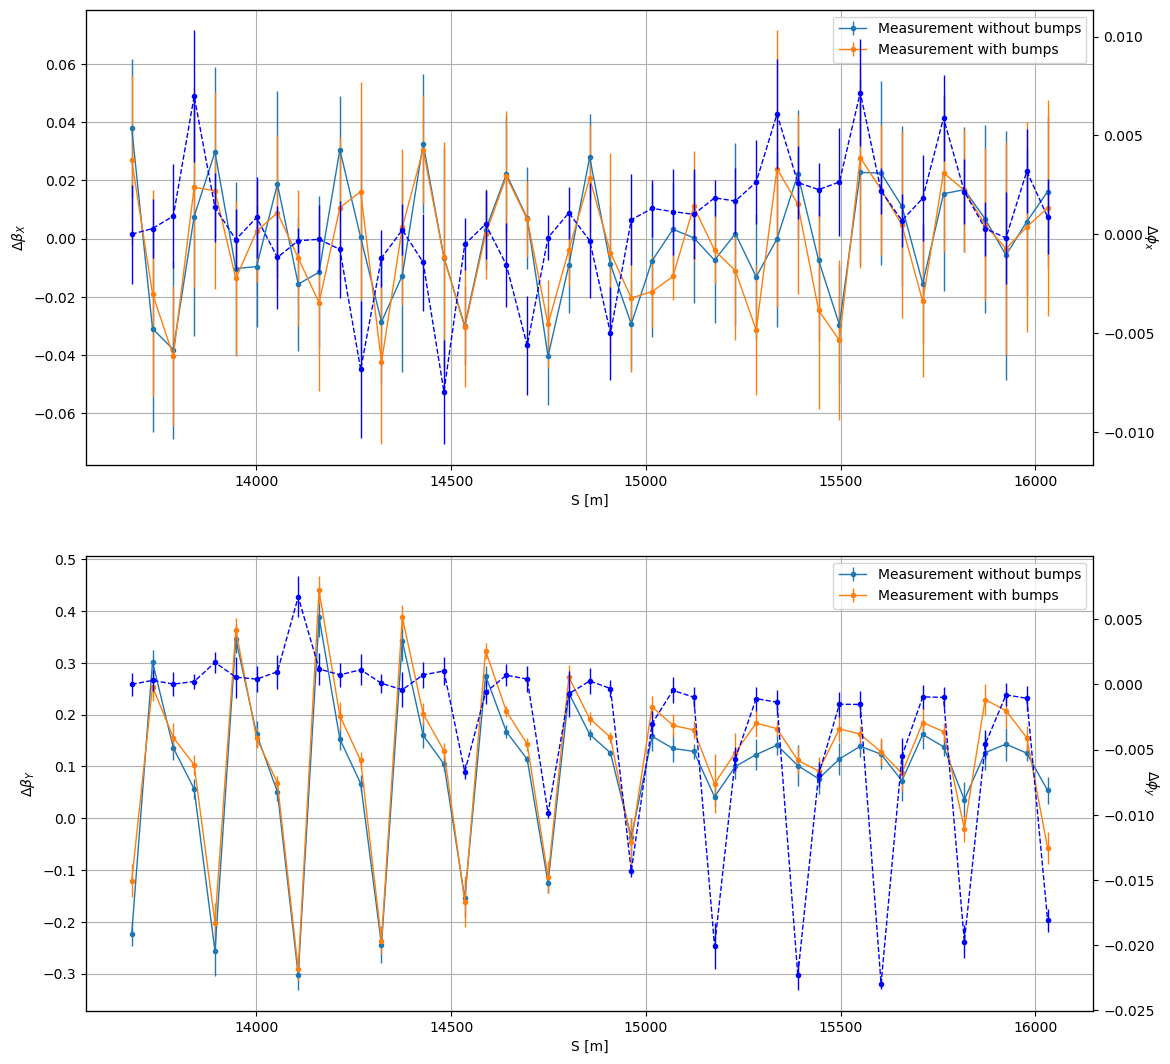 Measurement without bumps
Measurement with bumps
0.06
0.04
0.02
0.00
−0.02
−0.04
−0.06
Δβ_X
0.010
0.005
0.000
−0.005
−0.010
Δϕ_x
14000 14500 15000 15500 16000
S [m]
Measurement without bumps
Measurement with bumps
0.5
0.4
0.3
0.2
0.1
0.0
−0.1
−0.2
−0.3
Δβ_Y
0.005
0.000
−0.005
−0.010
−0.015
−0.020
−0.025
Δϕ_y
14000 14500 15000 15500 16000
S [m]